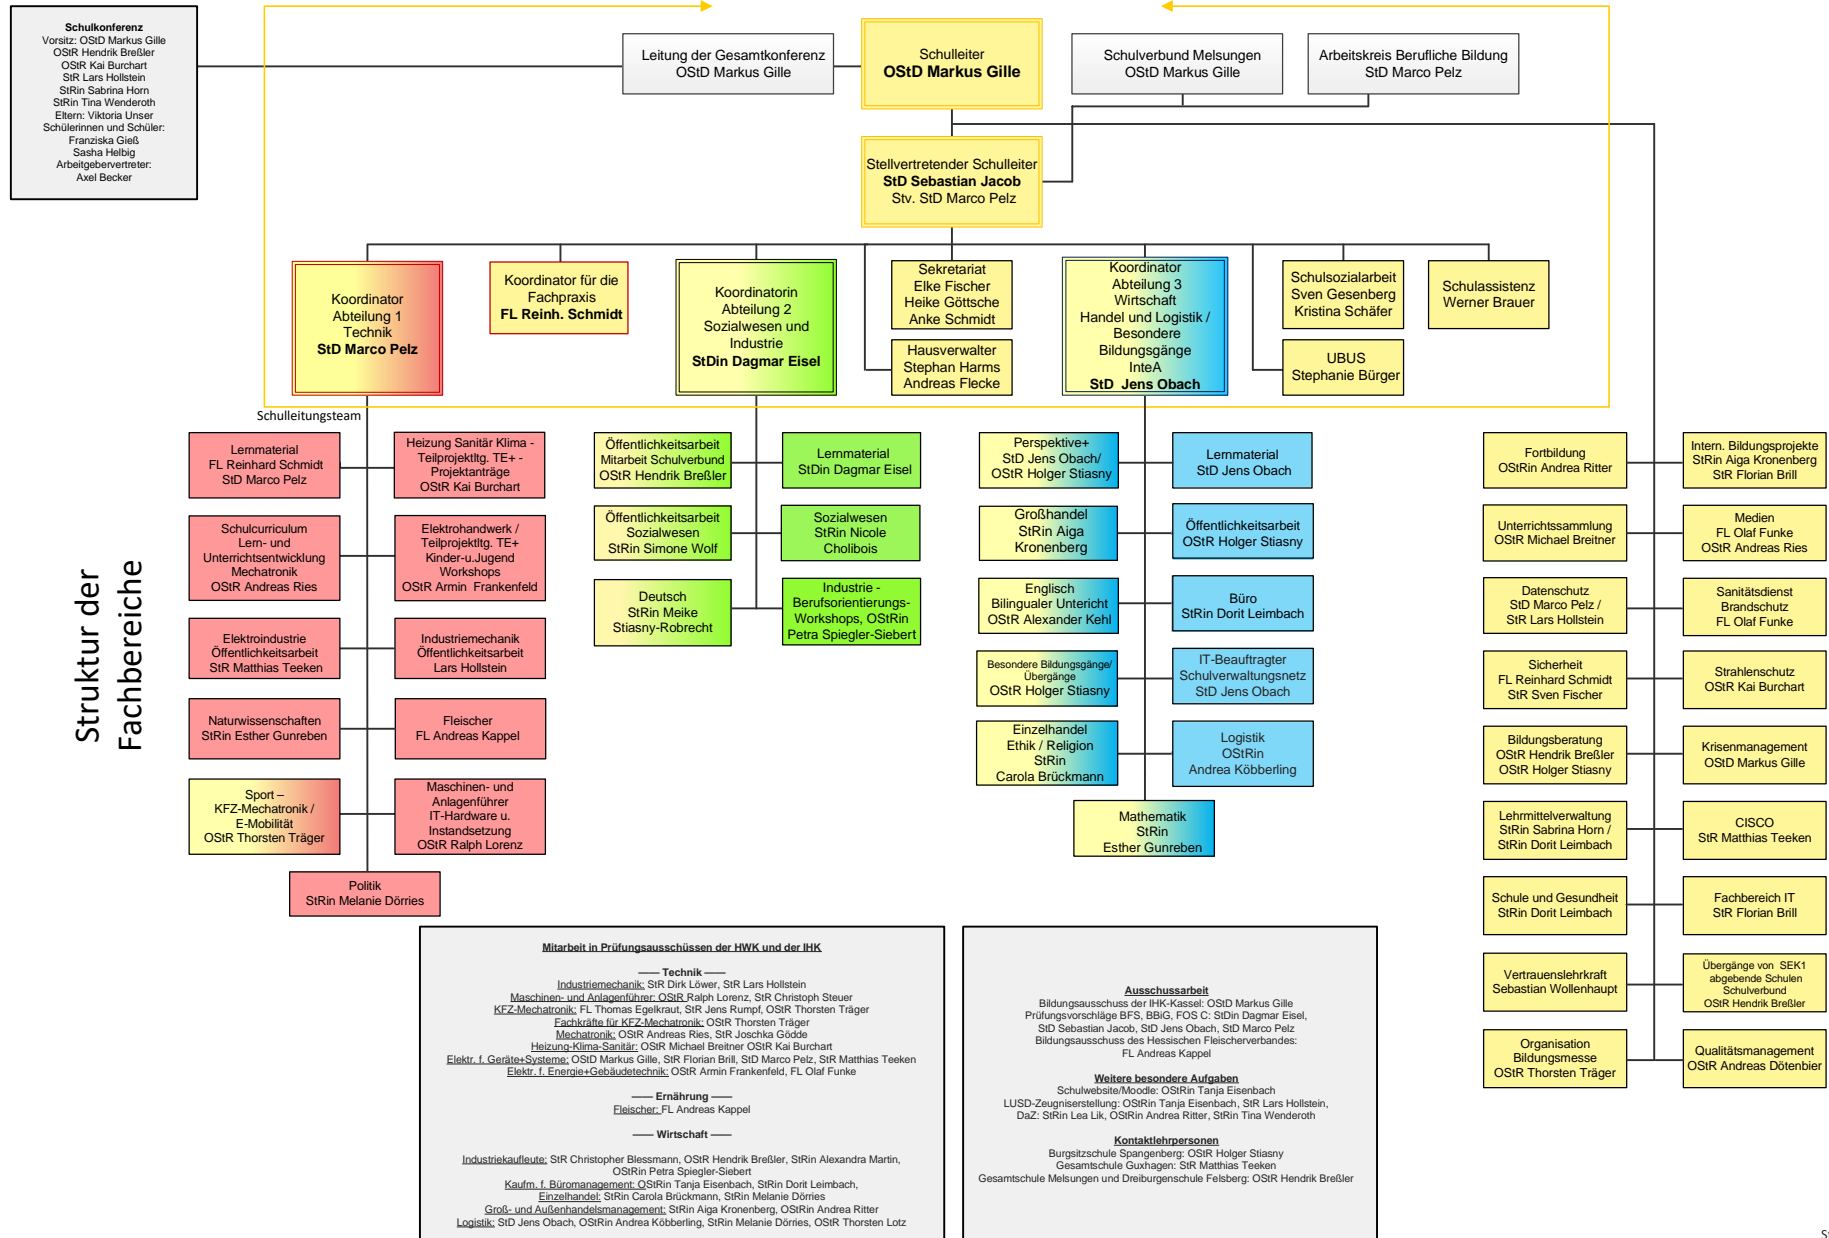 Schulkonferenz
Vorsitz: OStD Markus Gille
OStR Hendrik Breßler
OStR Kai Burchart
StR Lars Hollstein
StRin Sabrina Horn
StRin Tina Wenderoth
Eltern: Viktoria Unser
Schülerinnen und Schüler:
Franziska Gieß
Sasha Helbig
Arbeitgebervertreter:
Axel Becker
Leitung der Gesamtkonferenz
OStD Markus Gille
Schulleiter
OStD Markus Gille
Schulverbund Melsungen
OStD Markus Gille
Arbeitskreis Berufliche Bildung
StD Marco Pelz
Stellvertretender Schulleiter
StD Sebastian Jacob
Stv. StD Marco Pelz
Koordinator
Abteilung 1
Technik
StD Marco Pelz
Koordinator für die
Fachpraxis
FL Reinh. Schmidt
Koordinatorin
Abteilung 2
Sozialwesen und
Industrie
StDin Dagmar Eisel
Sekretariat
Elke Fischer
Heike Göttsche
Anke Schmidt
Hausverwalter
Stephan Harms
Andreas Flecke
Koordinator
Abteilung 3
Wirtschaft
Handel und Logistik /
Besondere
Bildungsgänge
InteA
StD Jens Obach
Schulsozialarbeit
Sven Gesenberg
Kristina Schäfer
UBUS
Stephanie Bürger
Schulassistenz
Werner Brauer
Schulleitungsteam
Struktur der
Fachbereiche
Lernmaterial
FL Reinhard Schmidt
StD Marco Pelz
Heizung Sanitär Klima -
Teilprojektltg. TE+ -
Projektanträge
OStR Kai Burchart
Schulcurriculum
Lern- und
Unterrichtsentwicklung
Mechatronik
OStR Andreas Ries
Elektrohandwerk /
Teilprojektltg. TE+
Kinder-u.Jugend
Workshops
OStR Armin Frankenfeld
Elektroindustrie
Öffentlichkeitsarbeit
StR Matthias Teeken
Industriemechanik
Öffentlichkeitsarbeit
Lars Hollstein
Naturwissenschaften
StRin Esther Gunreben
Fleischer
FL Andreas Kappel
Sport –
KFZ-Mechatronik /
E-Mobilität
OStR Thorsten Träger
Maschinen- und
Anlagenführer
IT-Hardware u.
Instandsetzung
OStR Ralph Lorenz
Politik
StRin Melanie Dörries
Öffentlichkeitsarbeit
Mitarbeit Schulverbund
OStR Hendrik Breßler
Lernmaterial
StDin Dagmar Eisel
Öffentlichkeitsarbeit
Sozialwesen
StRin Simone Wolf
Sozialwesen
StRin Nicole
Cholibois
Deutsch
StRin Meike
Stiasny-Robrecht
Industrie -
Berufsorientierungs-
Workshops, OStRin
Petra Spiegler-Siebert
Perspektive+
StD Jens Obach/
OStR Holger Stiasny
Lernmaterial
StD Jens Obach
Großhandel
StRin Aiga
Kronenberg
Öffentlichkeitsarbeit
OStR Holger Stiasny
Englisch
Bilingualer Unterricht
OStR Alexander Kehl
Büro
StRin Dorit Leimbach
Besondere Bildungsgänge/
Übergänge
OStR Holger Stiasny
IT-Beauftragter
Schulverwaltungsnetz
StD Jens Obach
Einzelhandel
Ethik / Religion
StRin
Carola Brückmann
Logistik
OStRin
Andrea Köbberling
Mathematik
StRin
Esther Gunreben
Fortbildung
OStRin Andrea Ritter
Intern. Bildungsprojekte
StRin Aiga Kronenberg
StR Florian Brill
Unterrichtssammlung
OStR Michael Breitner
Medien
FL Olaf Funke
OStR Andreas Ries
Datenschutz
StD Marco Pelz /
StR Lars Hollstein
Sanitätsdienst
Brandschutz
FL Olaf Funke
Sicherheit
FL Reinhard Schmidt
StR Sven Fischer
Strahlenschutz
OStR Kai Burchart
Bildungsberatung
OStR Hendrik Breßler
OStR Holger Stiasny
Krisenmanagement
OStD Markus Gille
Lehrmittelverwaltung
StRin Sabrina Horn /
StRin Dorit Leimbach
CISCO
StR Matthias Teeken
Schule und Gesundheit
StRin Dorit Leimbach
Fachbereich IT
StR Florian Brill
Vertrauenslehrkraft
Sebastian Wollenhaupt
Übergänge von SEK1
abgebende Schulen
Schulverbund
OStR Hendrik Breßler
Organisation
Bildungsmesse
OStR Thorsten Träger
Qualitätsmanagement
OStR Andreas Dötenbier
Mitarbeit in Prüfungsausschüssen der HWK und der IHK
—— Technik ——
Industriemechanik: StR Dirk Löwer, StR Lars Hollstein
Maschinen- und Anlagenführer: OStR Ralph Lorenz, StR Christoph Steuer
KFZ-Mechatronik: FL Thomas Egelkraut, StR Jens Rumpf, OStR Thorsten Träger
Fachkräfte für KFZ-Mechatronik: OStR Thorsten Träger
Mechatronik: OStR Andreas Ries, StR Joschka Gödde
Heizung-Klima-Sanitär: OStR Michael Breitner OStR Kai Burchart
Elektr. f. Geräte+Systeme: OStD Markus Gille, StR Florian Brill, StD Marco Pelz, StR Matthias Teeken
Elektr. f. Energie+Gebäudetechnik: OStR Armin Frankenfeld, FL Olaf Funke
—— Ernährung ——
Fleischer: FL Andreas Kappel
—— Wirtschaft ——
Industriekaufleute: StR Christopher Blessmann, OStR Hendrik Breßler, StRin Alexandra Martin,
OStRin Petra Spiegler-Siebert
Kaufm. f. Büromanagement: OStRin Tanja Eisenbach, StRin Dorit Leimbach,
Einzelhandel: StRin Carola Brückmann, StRin Melanie Dörries
Groß- und Außenhandelsmanagement: StRin Aiga Kronenberg, OStRin Andrea Ritter
Logistik: StD Jens Obach, OStRin Andrea Köbberling, StRin Melanie Dörries, OStR Thorsten Lotz
Ausschussarbeit
Bildungsausschuss der IHK-Kassel: OStD Markus Gille
Prüfungsvorschläge BFS, BBiG, FOS C: StDin Dagmar Eisel,
StD Sebastian Jacob, StD Jens Obach, StD Marco Pelz
Bildungsausschuss des Hessischen Fleischerverbandes:
FL Andreas Kappel
Weitere besondere Aufgaben
Schulwebsite/Moodle: OStRin Tanja Eisenbach
LUSD-Zeugniserstellung: OStRin Tanja Eisenbach, StR Lars Hollstein,
DaZ: StRin Lea Lik, OStRin Andrea Ritter, StRin Tina Wenderoth
Kontaktlehrpersonen
Burgsitzschule Spangenberg: OStR Holger Stiasny
Gesamtschule Guxhagen: StR Matthias Teeken
Gesamtschule Melsungen und Dreiburgenschule Felsberg: OStR Hendrik Breßler